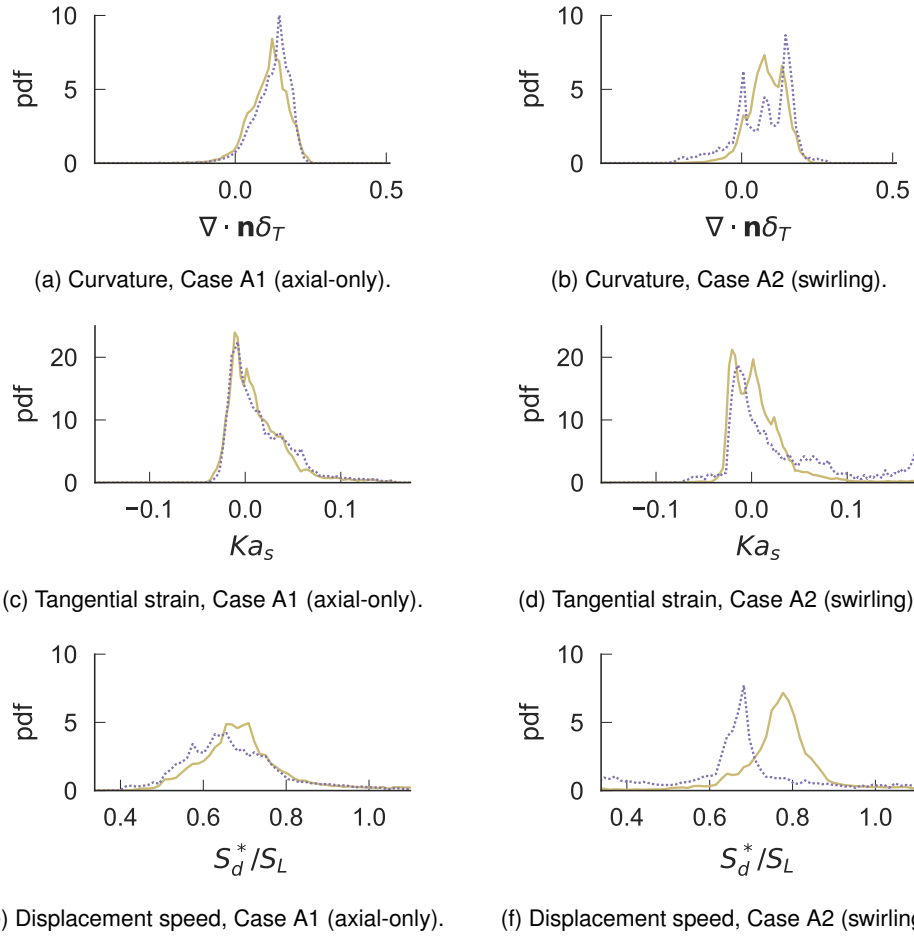 10
5
0
pdf
0.0
0.5
∇ · nδ_T
(a) Curvature, Case A1 (axial-only).
10
5
0
pdf
0.0
0.5
∇ · nδ_T
(b) Curvature, Case A2 (swirling).
20
10
0
pdf
−0.1
0.0
0.1
Ka_s
(c) Tangential strain, Case A1 (axial-only).
20
10
0
pdf
−0.1
0.0
0.1
Ka_s
(d) Tangential strain, Case A2 (swirling)
10
5
0
pdf
0.4
0.6
0.8
1.0
S_d^*/S_L
) Displacement speed, Case A1 (axial-only).
10
5
0
pdf
0.4
0.6
0.8
1.0
S_d^*/S_L
(f) Displacement speed, Case A2 (swirling